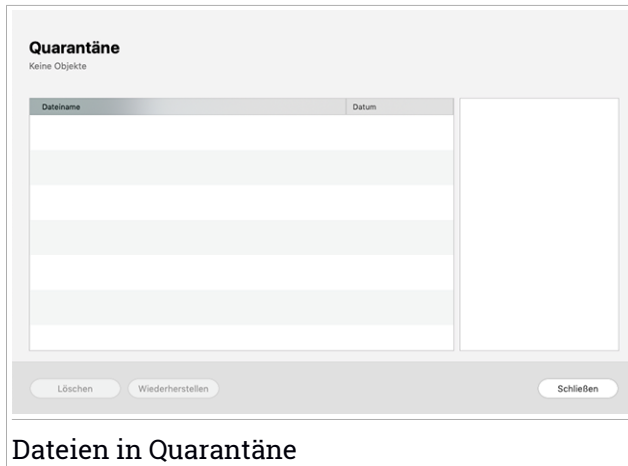 Quarantäne
Keine Objekte
Dateiname Datum
Löschen Wiederherstellen Schließen
Dateien in Quarantäne